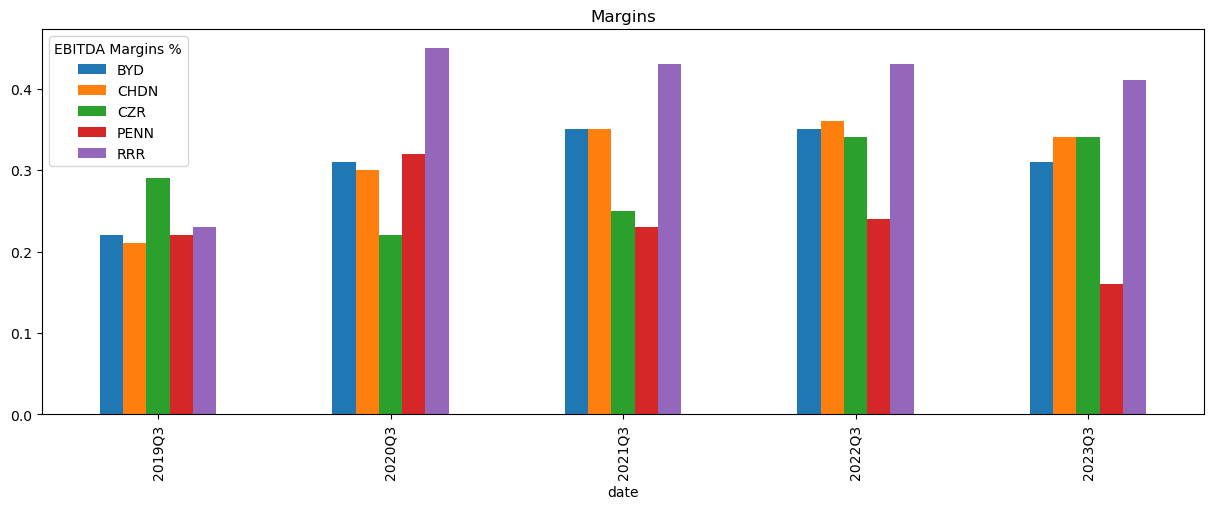 Margins
EBITDA Margins %
BYD
CHDN
CZR
PENN
RRR
0.4
0.3
0.2
0.1
0.0
2019Q3
2020Q3
2021Q3
2022Q3
2023Q3
date